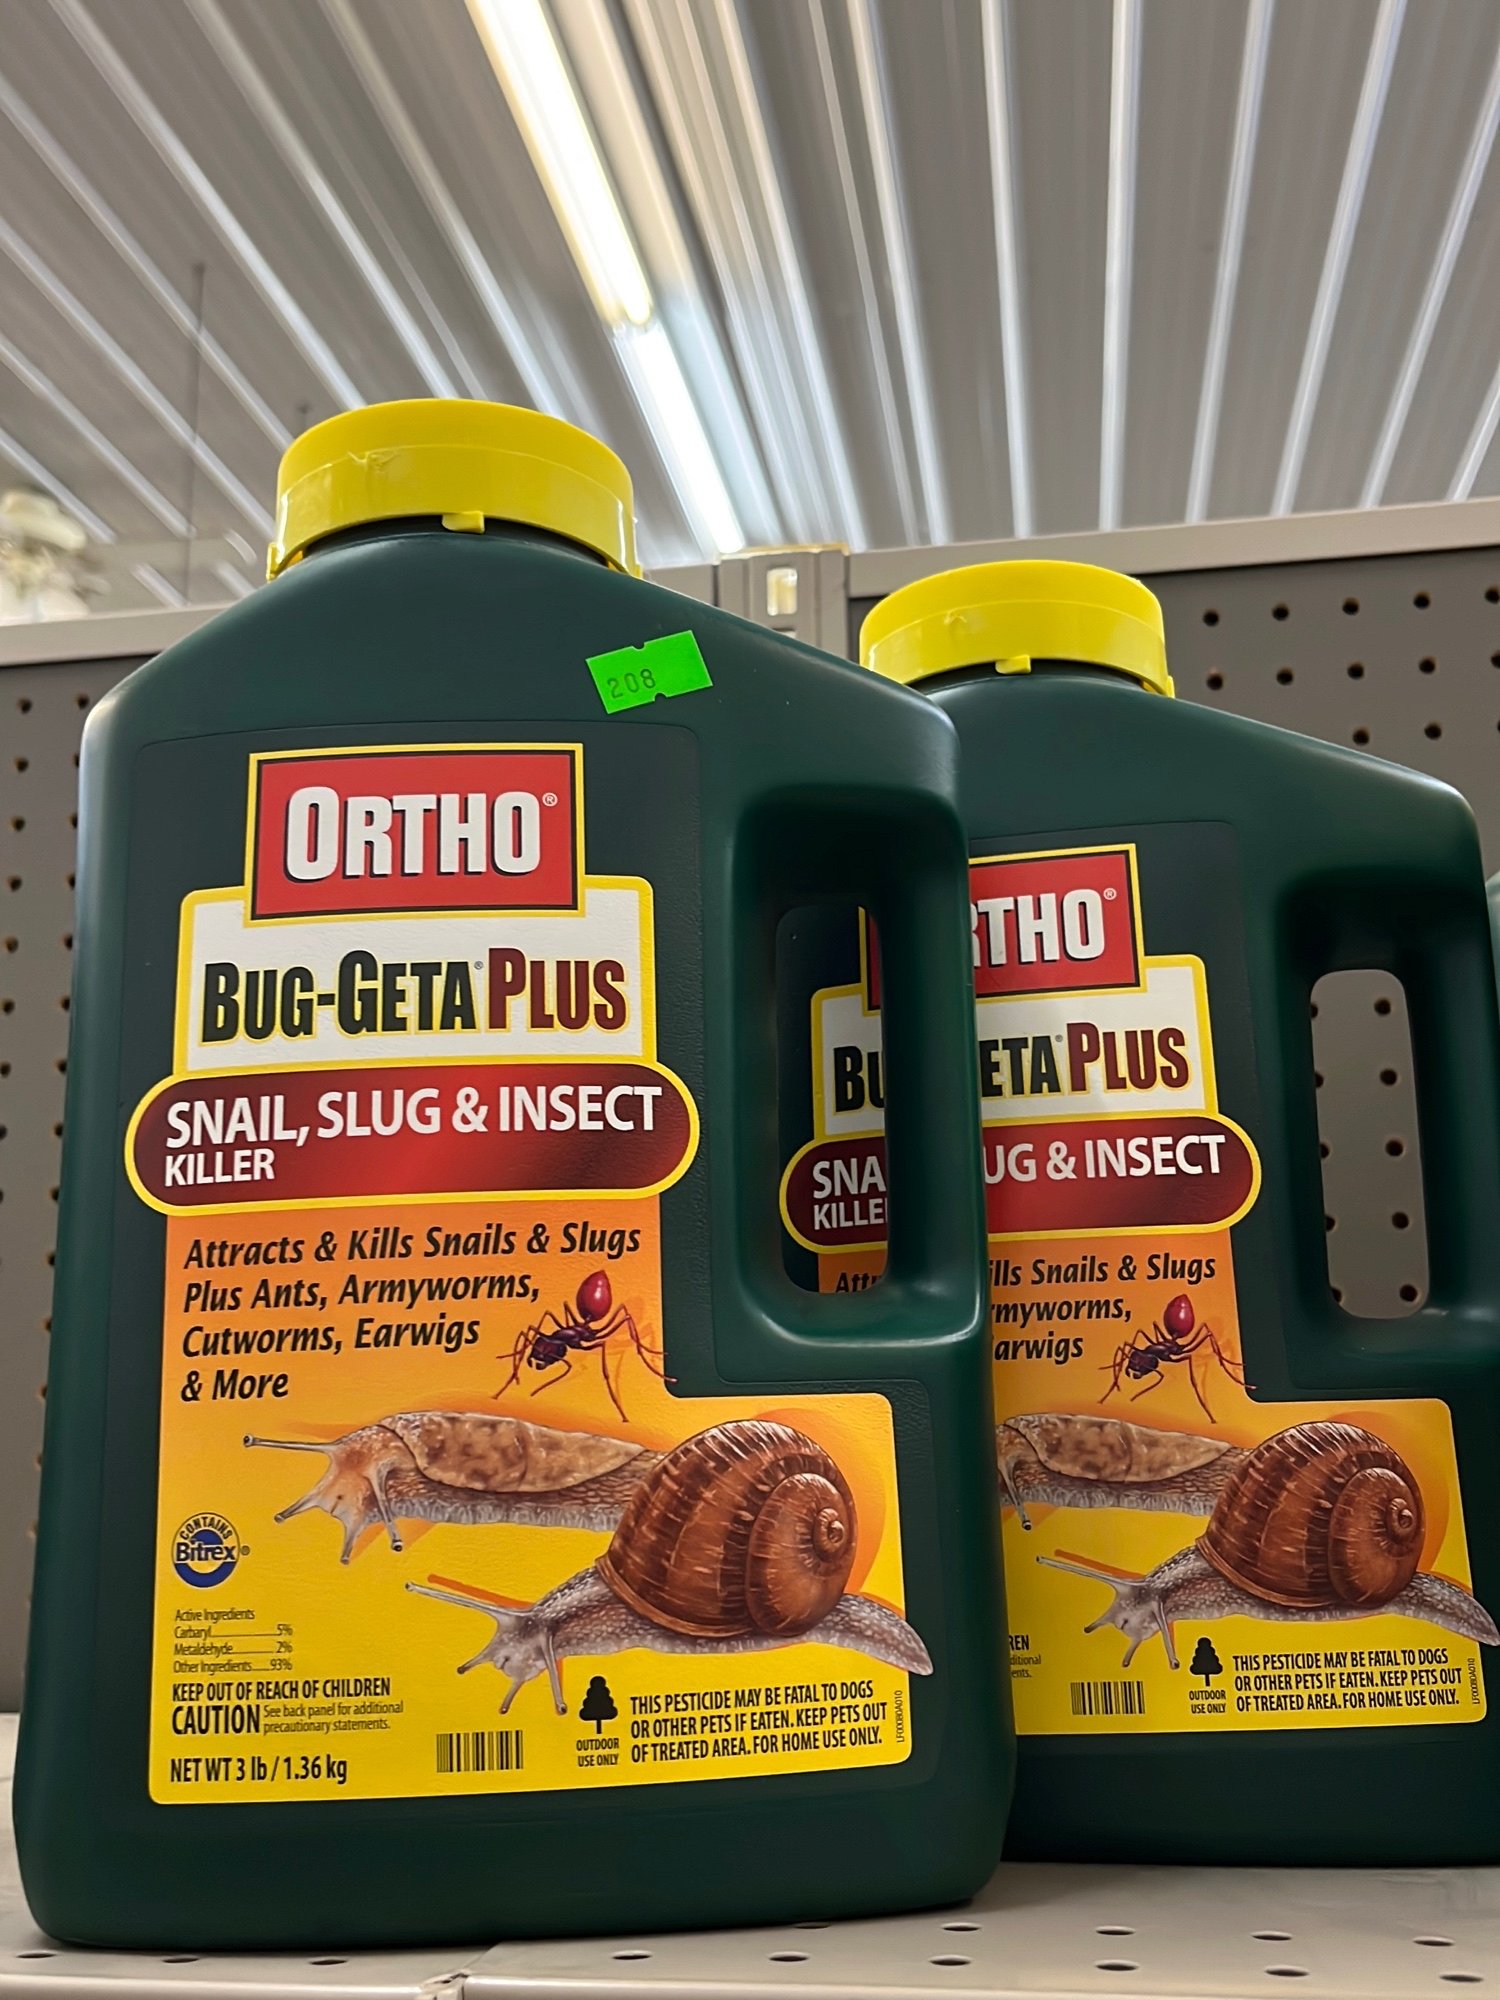 208
ORTHO®
BUG-GETA® PLUS
SNAIL, SLUG & INSECT
KILLER
Attracts & Kills Snails & Slugs
Plus Ants, Armyworms,
Cutworms, Earwigs
& More
CONTAINS
Bitrex®
Active Ingredients
Carbaryl..............5%
Metaldehyde..........2%
Other Ingredients....93%
KEEP OUT OF REACH OF CHILDREN
CAUTION See back panel for additional
precautionary statements.
NET WT 3 lb / 1.36 kg
OUTDOOR
USE ONLY
THIS PESTICIDE MAY BE FATAL TO DOGS
OR OTHER PETS IF EATEN. KEEP PETS OUT
OF TREATED AREA. FOR HOME USE ONLY.
RTHO®
BU ETA® PLUS
SNA UG & INSECT
KILLE
Att ills Snails & Slugs
rmyworms,
arwigs
REN
ditional
ents.
OUTDOOR
USE ONLY
THIS PESTICIDE MAY BE FATAL TO DOGS
OR OTHER PETS IF EATEN. KEEP PETS OUT
OF TREATED AREA. FOR HOME USE ONLY.